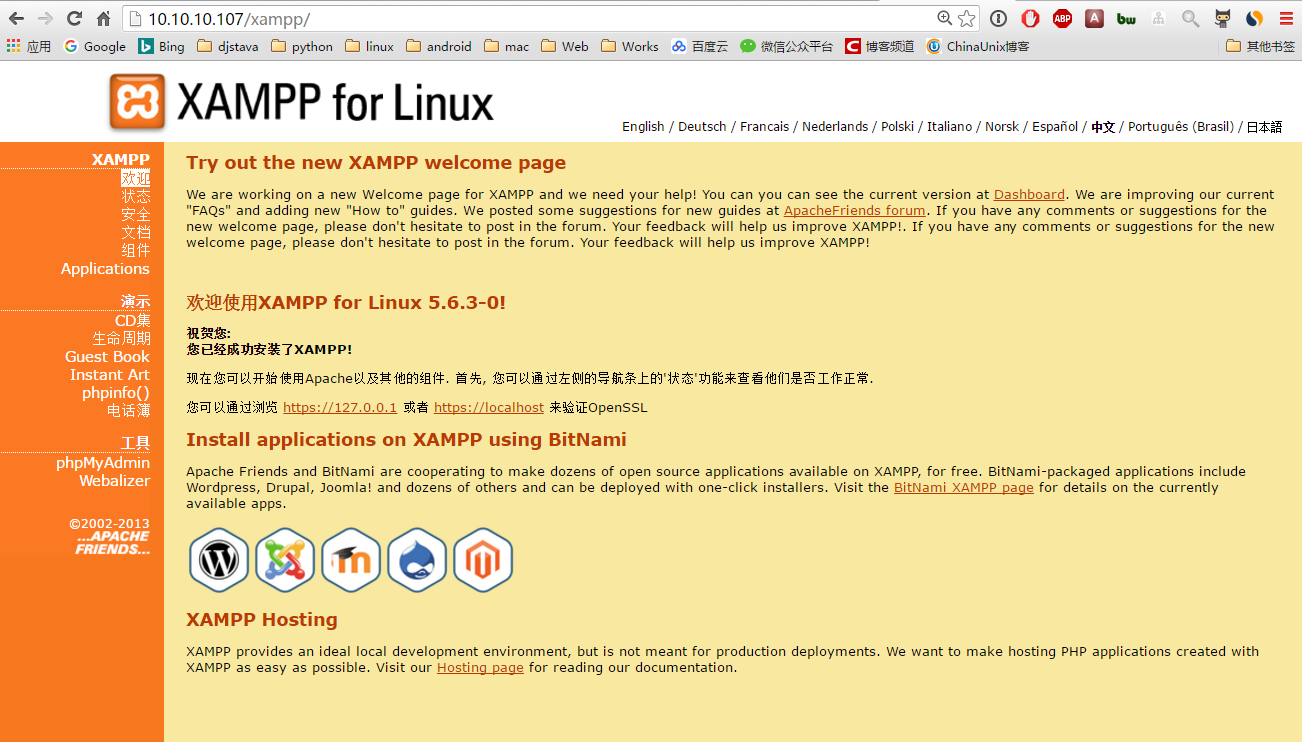 10.10.10.107/xampp/
ABP
bw
应用 Google Bing djstava python linux android mac Web Works 百度云 微信公众平台 博客频道 ChinaUnix博客 其他书签
XAMPP for Linux
English / Deutsch / Francais / Nederlands / Polski / Italiano / Norsk / Español / 中文 / Português (Brasil) / 日本語
XAMPP
欢迎
状态
安全
文档
组件
Applications
演示
CD集
生命周期
Guest Book
Instant Art
phpinfo()
电话簿
工具
phpMyAdmin
Webalizer
©2002-2013
...APACHE
FRIENDS...
Try out the new XAMPP welcome page
We are working on a new Welcome page for XAMPP and we need your help! You can you can see the current version at Dashboard. We are improving our current
"FAQs" and adding new "How to" guides. We posted some suggestions for new guides at ApacheFriends forum. If you have any comments or suggestions for the
new welcome page, please don't hesitate to post in the forum. Your feedback will help us improve XAMPP!. If you have any comments or suggestions for the new
welcome page, please don't hesitate to post in the forum. Your feedback will help us improve XAMPP!
欢迎使用XAMPP for Linux 5.6.3-0!
祝贺您:
您已经成功安装了XAMPP!
现在您可以开始使用Apache以及其他的组件. 首先, 您可以通过左侧的导航条上的'状态'功能来查看他们是否工作正常.
您可以通过浏览 https://127.0.0.1 或者 https://localhost 来验证OpenSSL
Install applications on XAMPP using BitNami
Apache Friends and BitNami are cooperating to make dozens of open source applications available on XAMPP, for free. BitNami-packaged applications include
Wordpress, Drupal, Joomla! and dozens of others and can be deployed with one-click installers. Visit the BitNami XAMPP page for details on the currently
available apps.
XAMPP Hosting
XAMPP provides an ideal local development environment, but is not meant for production deployments. We want to make hosting PHP applications created with
XAMPP as easy as possible. Visit our Hosting page for reading our documentation.